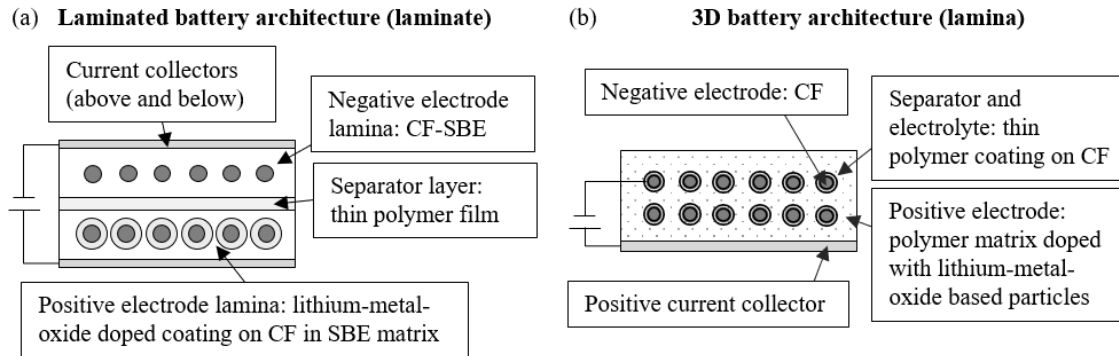 (a) Laminated battery architecture (laminate)
Current collectors
(above and below)
Negative electrode
lamina: CF-SBE
Separator layer:
thin polymer film
Positive electrode lamina: lithium-metal-
oxide doped coating on CF in SBE matrix
(b) 3D battery architecture (lamina)
Negative electrode: CF
Separator and
electrolyte: thin
polymer coating on CF
Positive electrode:
polymer matrix doped
with lithium-metal-
oxide based particles
Positive current collector